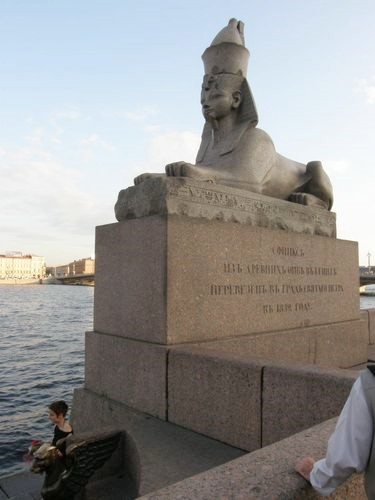 СФИНКСЪ
ИЗЪ ДРЕВНИХЪ ѲИВЪ ВЪ ЕГИПТѢ
ПЕРЕВЕЗЕНЪ ВЪ ГРАДЪ СВЯТАГО ПЕТРА
ВЪ 1832 ГОДУ.